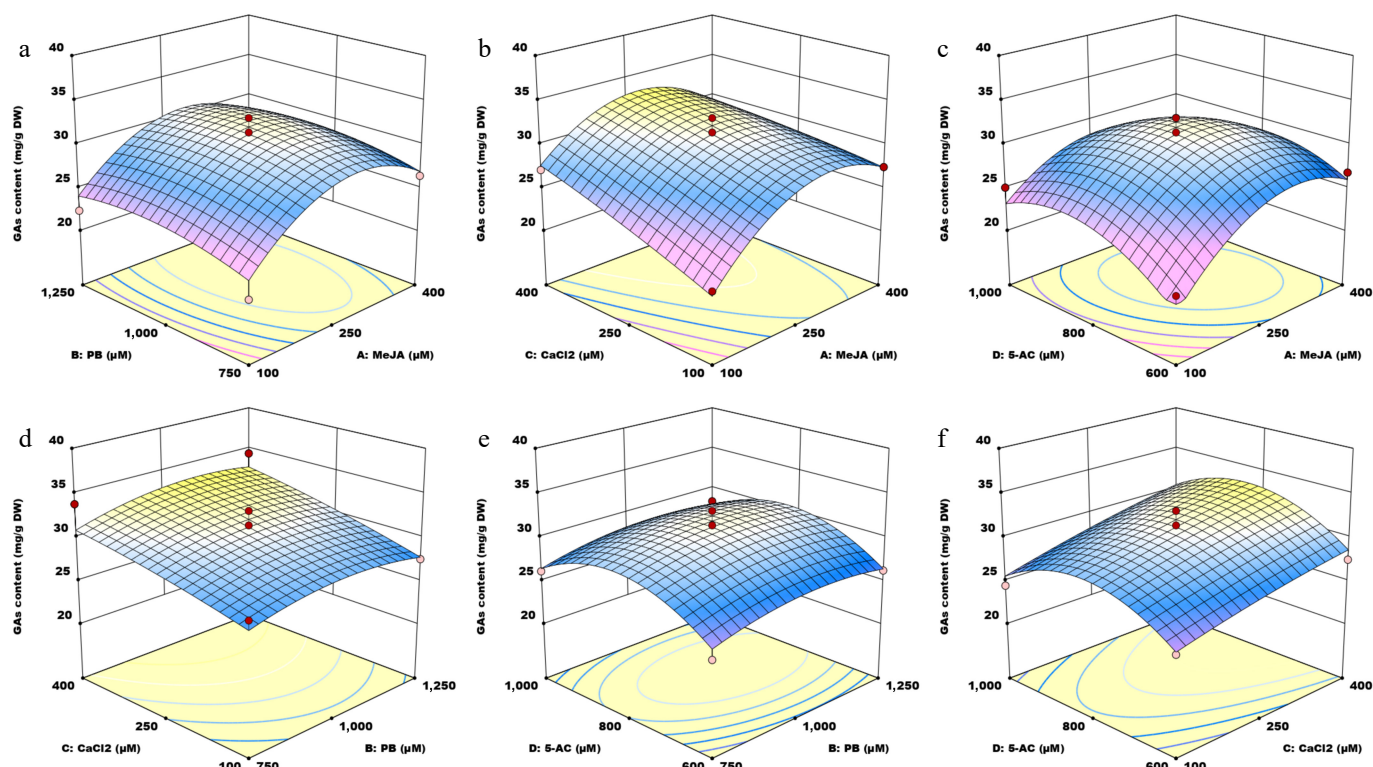 a
40
35
30
25
20
GAs content (mg/g DW)
1,250
1,000
750
B: PB (µM)
100
250
400
A: MeJA (µM)
b
40
35
30
25
20
GAs content (mg/g DW)
400
250
100
C: CaCl2 (µM)
100
250
400
A: MeJA (µM)
c
40
35
30
25
20
GAs content (mg/g DW)
1,000
800
600
D: 5-AC (µM)
100
250
400
A: MeJA (µM)
d
40
35
30
25
20
GAs content (mg/g DW)
400
250
100
C: CaCl2 (µM)
750
1,000
1,250
B: PB (µM)
e
40
35
30
25
20
GAs content (mg/g DW)
1,000
800
600
D: 5-AC (µM)
750
1,000
1,250
B: PB (µM)
f
40
35
30
25
20
GAs content (mg/g DW)
1,000
800
600
D: 5-AC (µM)
100
250
400
C: CaCl2 (µM)